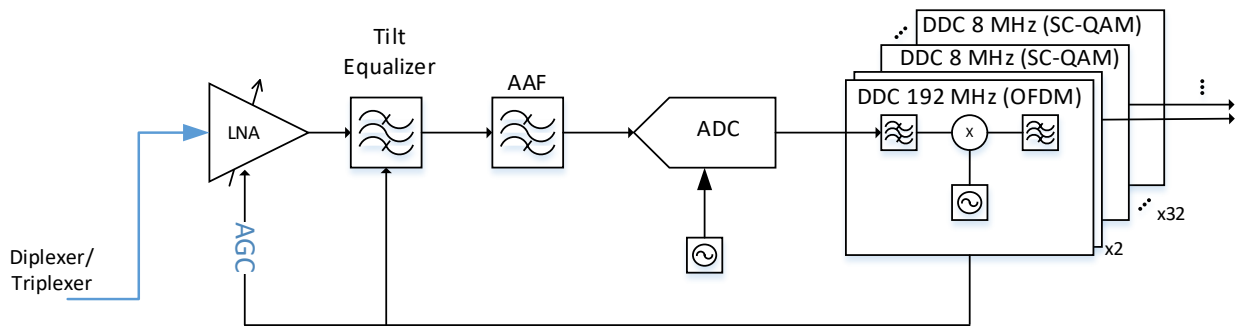 DDC 8 MHz (SC-QAM)
DDC 8 MHz (SC-QAM)
DDC 192 MHz (OFDM)
Tilt
Equalizer
AAF
LNA
ADC
x
x32
x2
AGC
Diplexer/
Triplexer